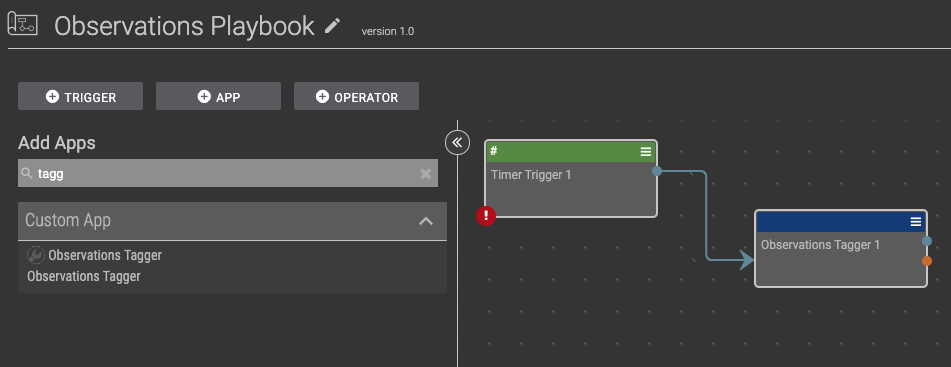 Observations Playbook
version 1.0
TRIGGER
APP
OPERATOR
Add Apps
tagg
Custom App
Observations Tagger
Observations Tagger
#
Timer Trigger 1
!
Observations Tagger 1